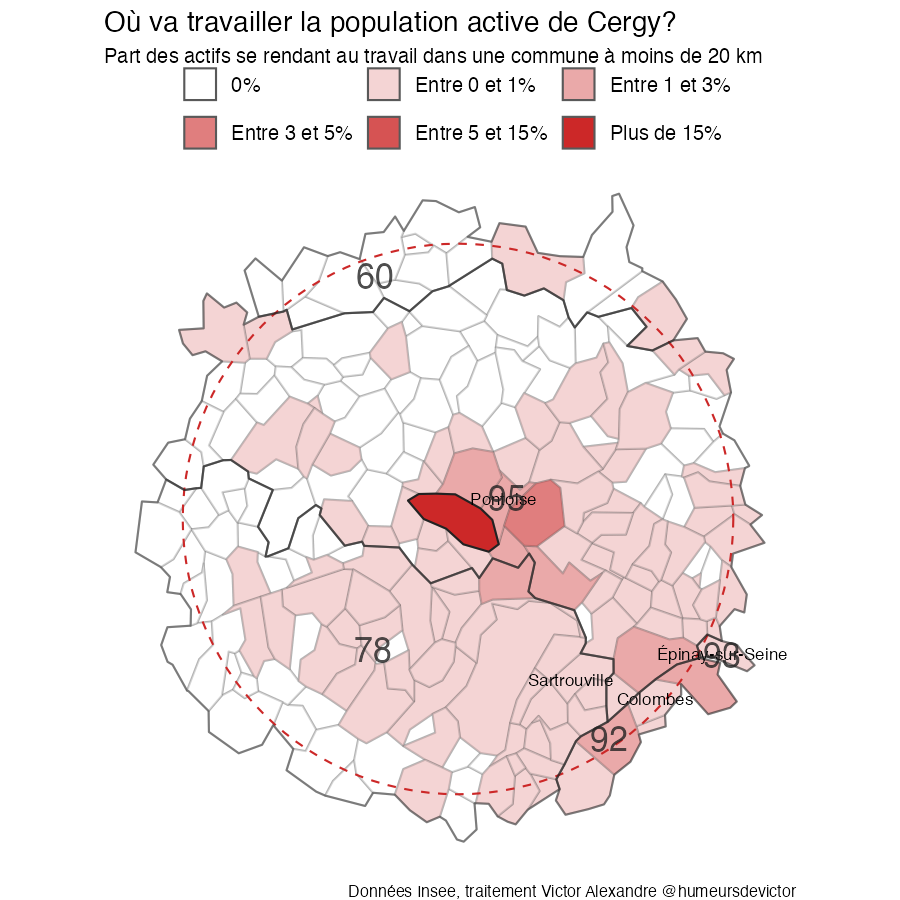 Où va travailler la population active de Cergy?
Part des actifs se rendant au travail dans une commune à moins de 20 km
0% Entre 0 et 1% Entre 1 et 3%
Entre 3 et 5% Entre 5 et 15% Plus de 15%
60
95
Pontoise
78
93
Épinay-sur-Seine
Sartrouville
Colombes
92
Données Insee, traitement Victor Alexandre @humeursdevictor